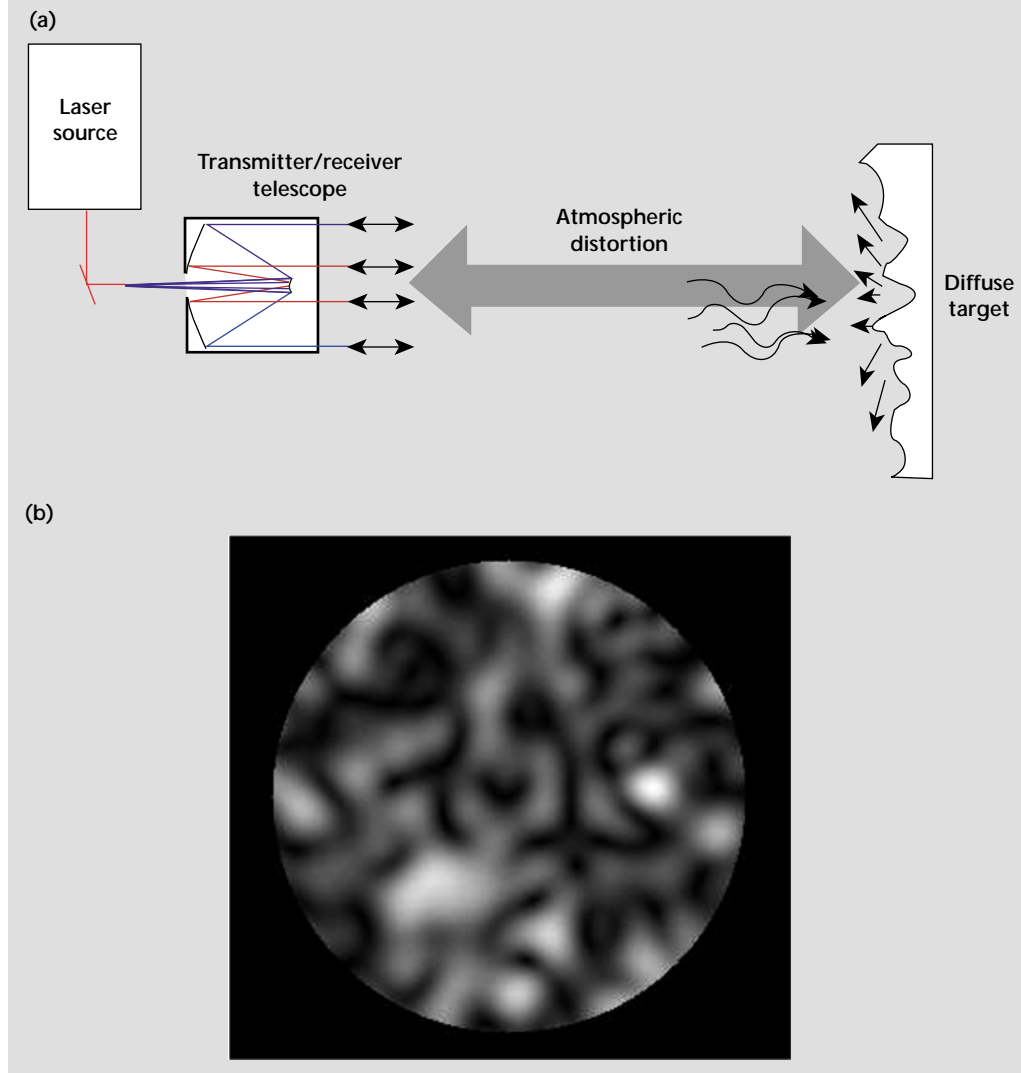 (a)
Laser
source
Transmitter/receiver
telescope
Atmospheric
distortion
Diffuse
target
(b)